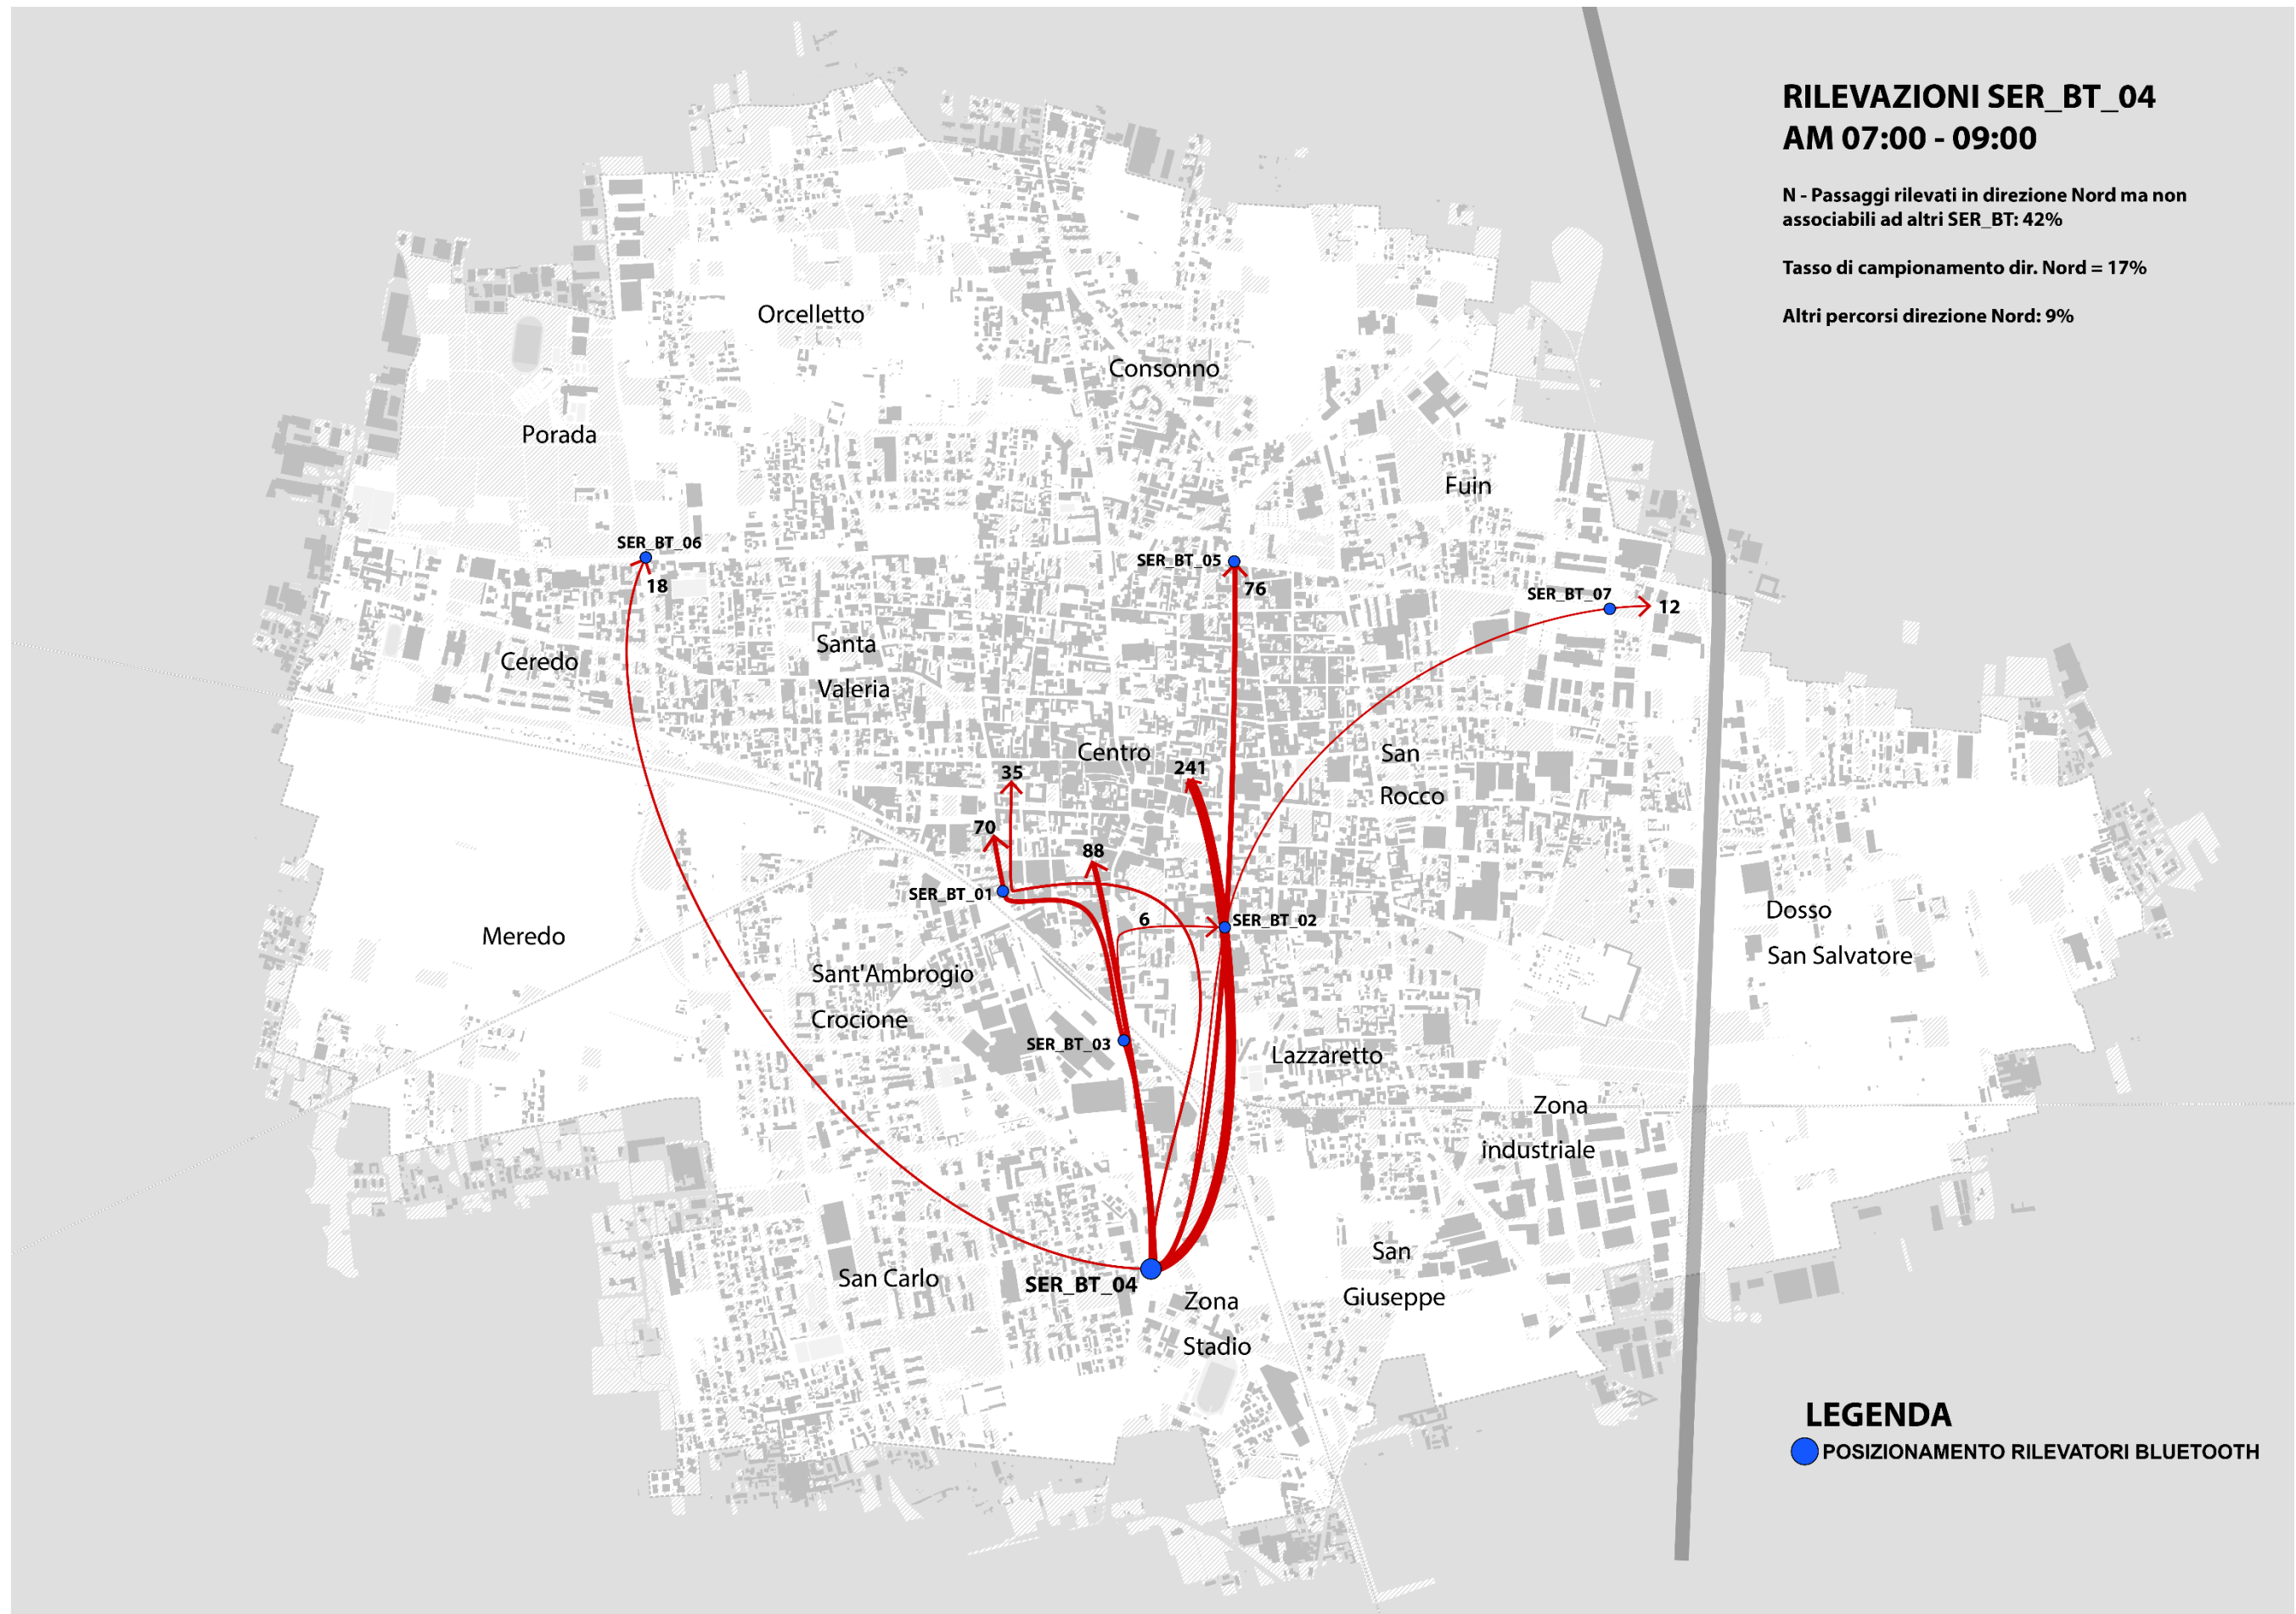 RILEVAZIONI SER_BT_04
AM 07:00 - 09:00
N - Passaggi rilevati in direzione Nord ma non
associabili ad altri SER_BT: 42%
Tasso di campionamento dir. Nord = 17%
Altri percorsi direzione Nord: 9%
Orcelletto
Consonno
Porada
Fuin
SER_BT_06
18
SER_BT_05
76
SER_BT_07
12
Santa
Valeria
Ceredo
Centro
241
35
San
Rocco
70
88
SER_BT_01
6
SER_BT_02
Dosso
San Salvatore
Meredo
Sant'Ambrogio
Crocione
SER_BT_03
Lazzaretto
Zona
industriale
San Carlo
SER_BT_04
San
Giuseppe
Zona
Stadio
LEGENDA
POSIZIONAMENTO RILEVATORI BLUETOOTH